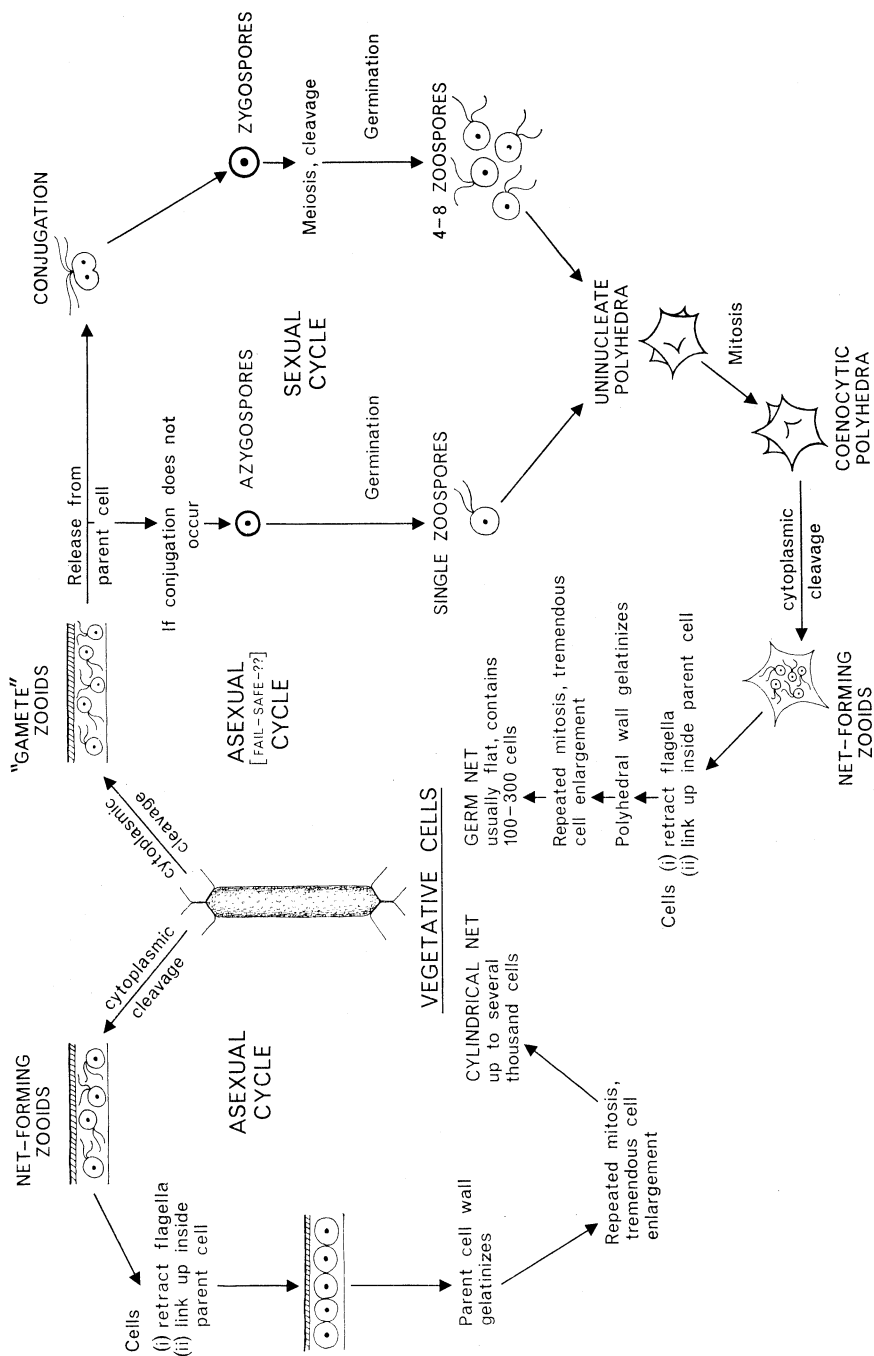 NET–FORMING
ZOOIDS
cytoplasmic
cleavage
Cells
(i) retract flagella
(ii) link up inside
parent cell
Parent cell wall
gelatinizes
Repeated mitosis,
tremendous cell
enlargement
CYLINDRICAL NET
up to several
thousand cells
ASEXUAL
CYCLE
VEGETATIVE CELLS
cytoplasmic
cleavage
"GAMETE"
ZOOIDS
Release from
parent cell
CONJUGATION
ZYGOSPORES
Meiosis, cleavage
Germination
4–8 ZOOSPORES
SEXUAL
CYCLE
If conjugation does not
occur
AZYGOSPORES
Germination
SINGLE ZOOSPORES
ASEXUAL
[FAIL–SAFE–??]
CYCLE
UNINUCLEATE
POLYHEDRA
Mitosis
COENOCYTIC
POLYHEDRA
cytoplasmic
cleavage
NET–FORMING
ZOOIDS
Cells (i) retract flagella
(ii) link up inside parent cell
Polyhedral wall gelatinizes
Repeated mitosis, tremendous
cell enlargement
GERM NET
usually flat, contains
100–300 cells